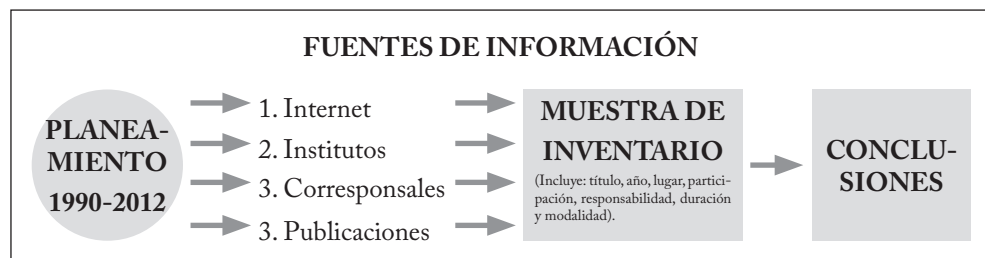 FUENTES DE INFORMACIÓN
PLANEA-
MIENTO
1990-2012
1. Internet
2. Institutos
3. Corresponsales
3. Publicaciones
MUESTRA DE
INVENTARIO
(Incluye: título, año, lugar, partici-
pación, responsabilidad, duración
y modalidad).
CONCLU-
SIONES